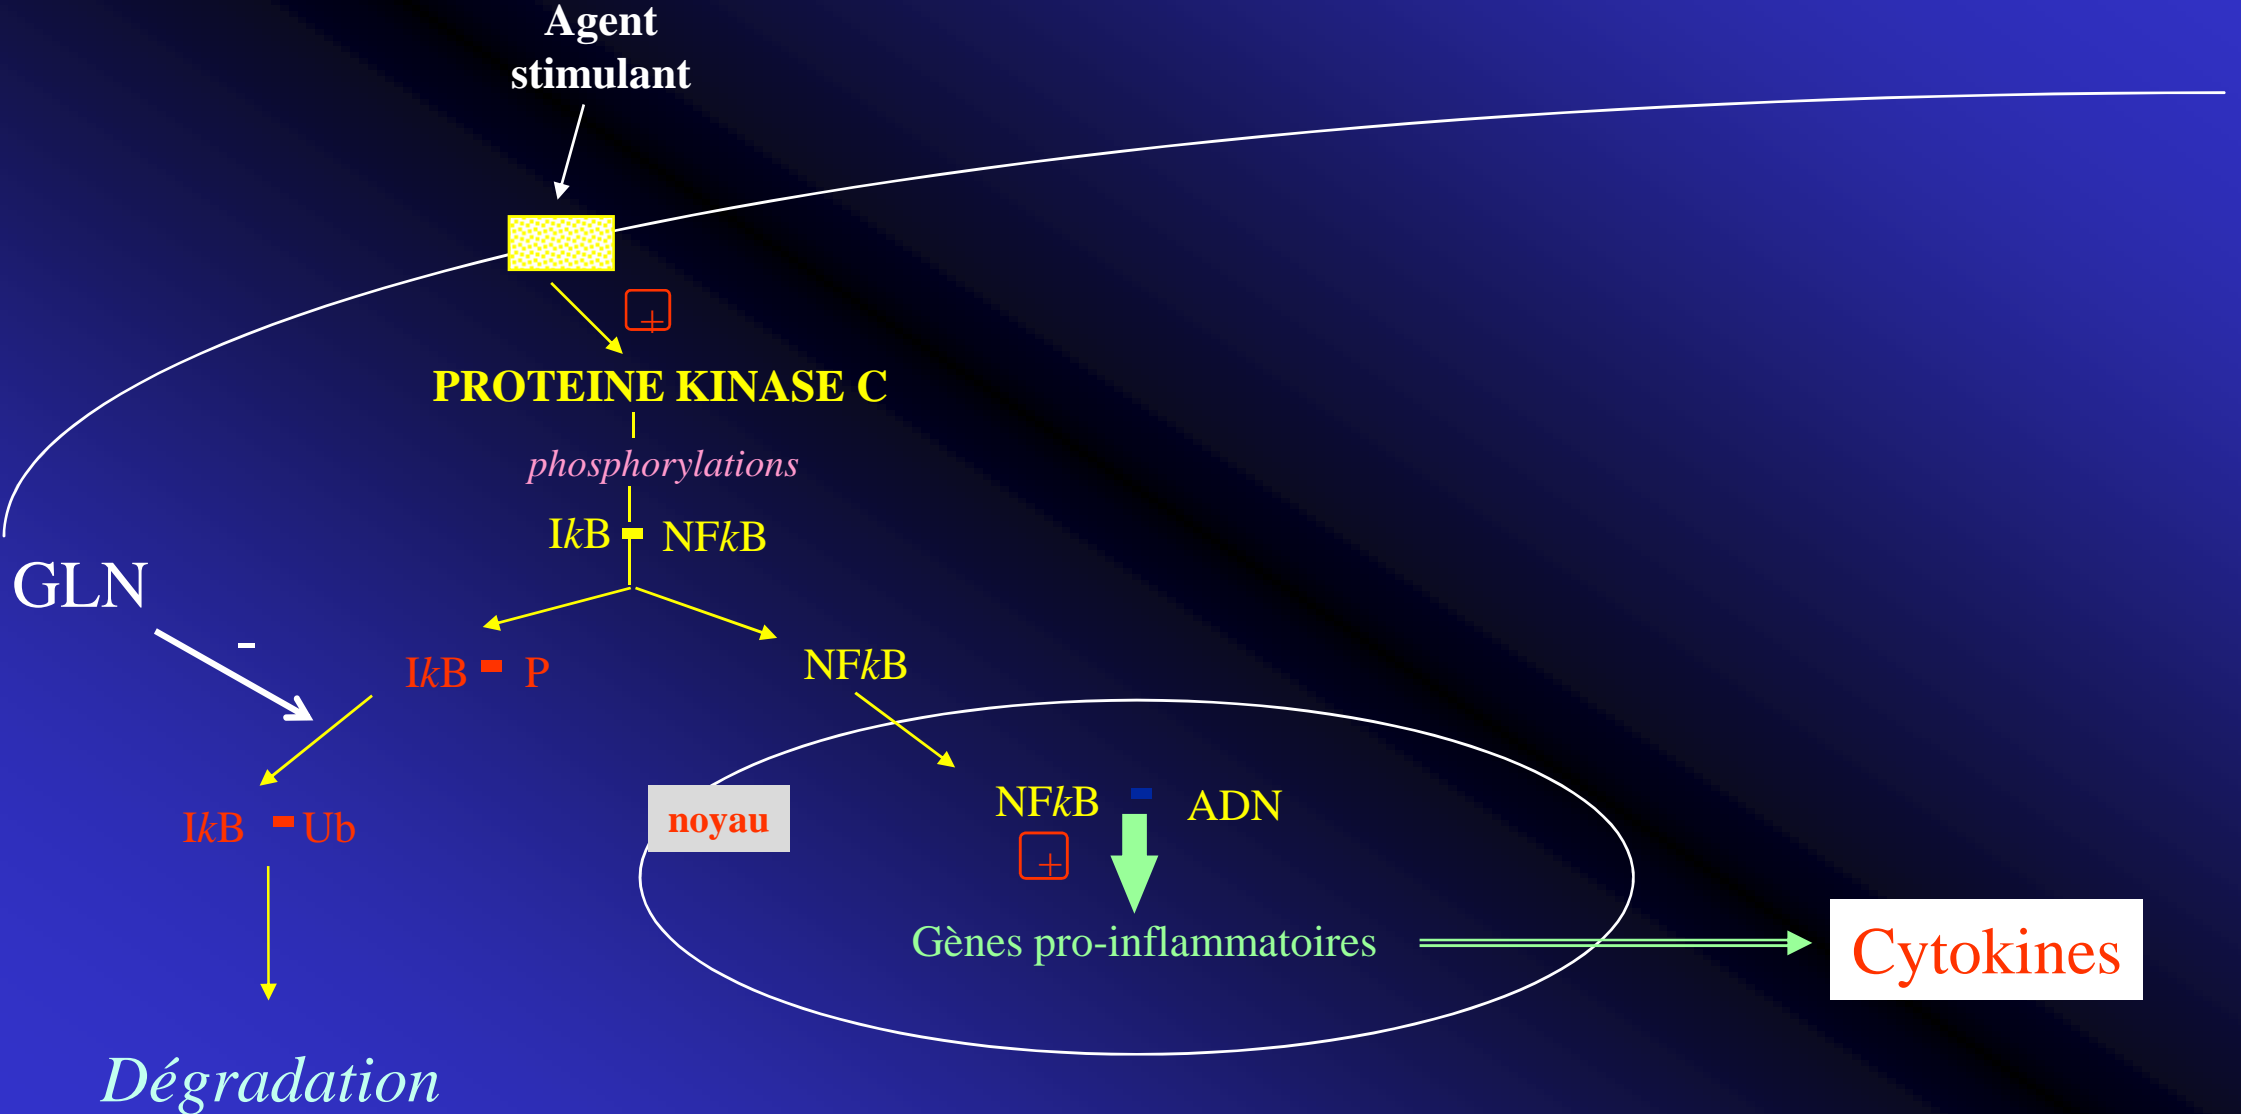 Agent
stimulant
+
PROTEINE KINASE C
phosphorylations
IkB - NFkB
GLN
-
IkB - P
NFkB
NFkB - ADN
noyau
IkB - Ub
+
Gènes pro-inflammatoires
Cytokines
Dégradation